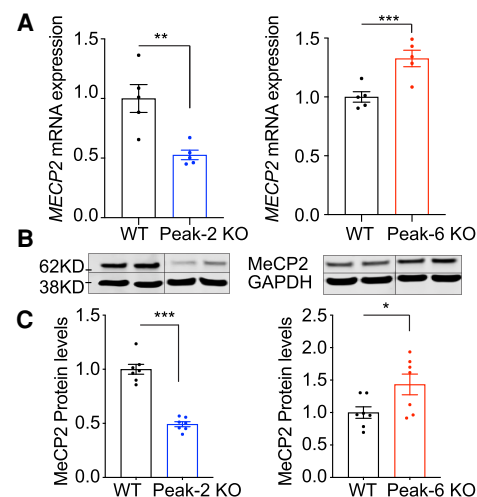 A
MECP2 mRNA expression
1.5
1.0
0.5
0.0
**
WT Peak-2 KO
MECP2 mRNA expression
1.5
1.0
0.5
0.0
***
WT Peak-6 KO
B
62KD
38KD
MeCP2
GAPDH
C
MeCP2 Protein levels
1.5
1.0
0.5
0.0
***
WT Peak-2 KO
MeCP2 Protein levels
2.5
2.0
1.5
1.0
0.5
0.0
*
WT Peak-6 KO